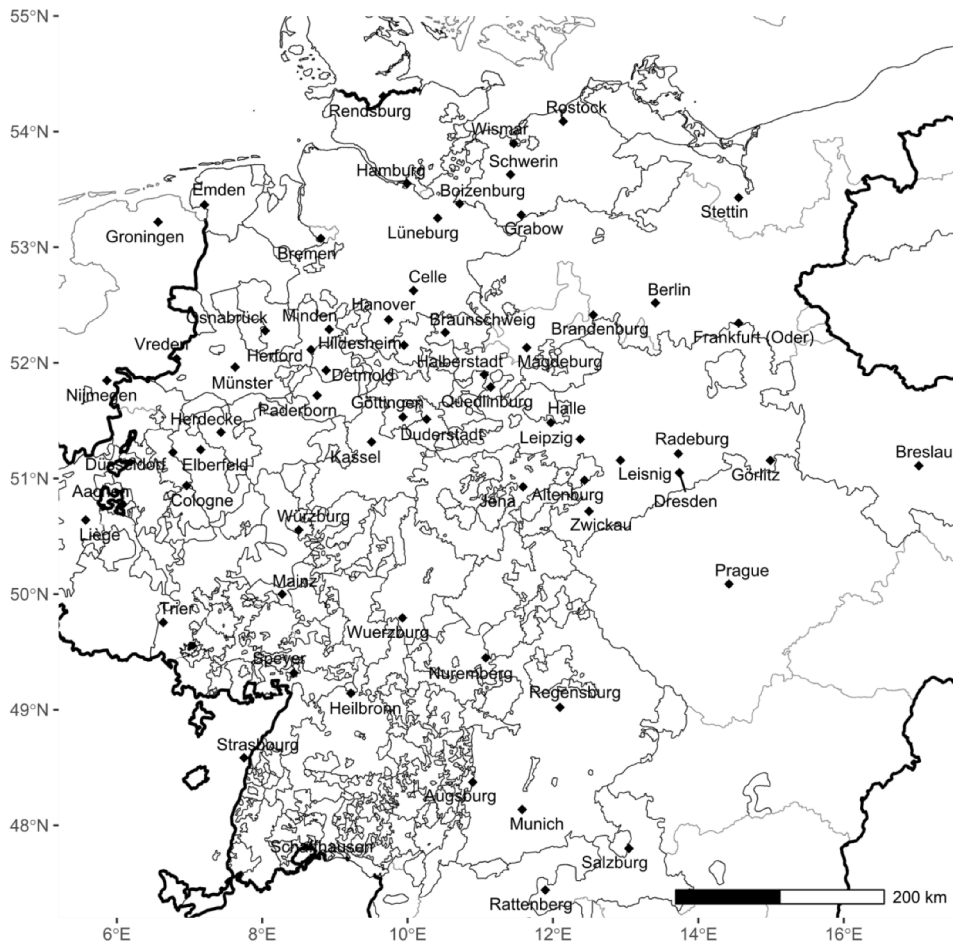 55°N
54°N
53°N
52°N
51°N
50°N
49°N
48°N
Rendsburg
Rostock
Wismar
Schwerin
Hamburg
Boizenburg
Emden
Stettin
Groningen
Lüneburg
Grabow
Bremen
Celle
Berlin
Hanover
Osnabrück
Minden
Braunschweig
Brandenburg
Frankfurt (Oder)
Vreden
Herford
Hildesheim
Halberstadt
Magdeburg
Münster
Detmold
Nijmegen
Paderborn
Göttingen
Quedlinburg
Halle
Herdecke
Duderstadt
Leipzig
Radeburg
Breslau
Düsseldorf
Elberfeld
Kassel
Leisnig
Görlitz
Aachen
Cologne
Jena
Altenburg
Dresden
Liège
Würzburg
Zwickau
Prague
Mainz
Trier
Wuerzburg
Speyer
Nuremberg
Regensburg
Heilbronn
Strasbourg
Augsburg
Munich
Schaffhausen
Salzburg
Rattenberg
200 km
6°E 8°E 10°E 12°E 14°E 16°E